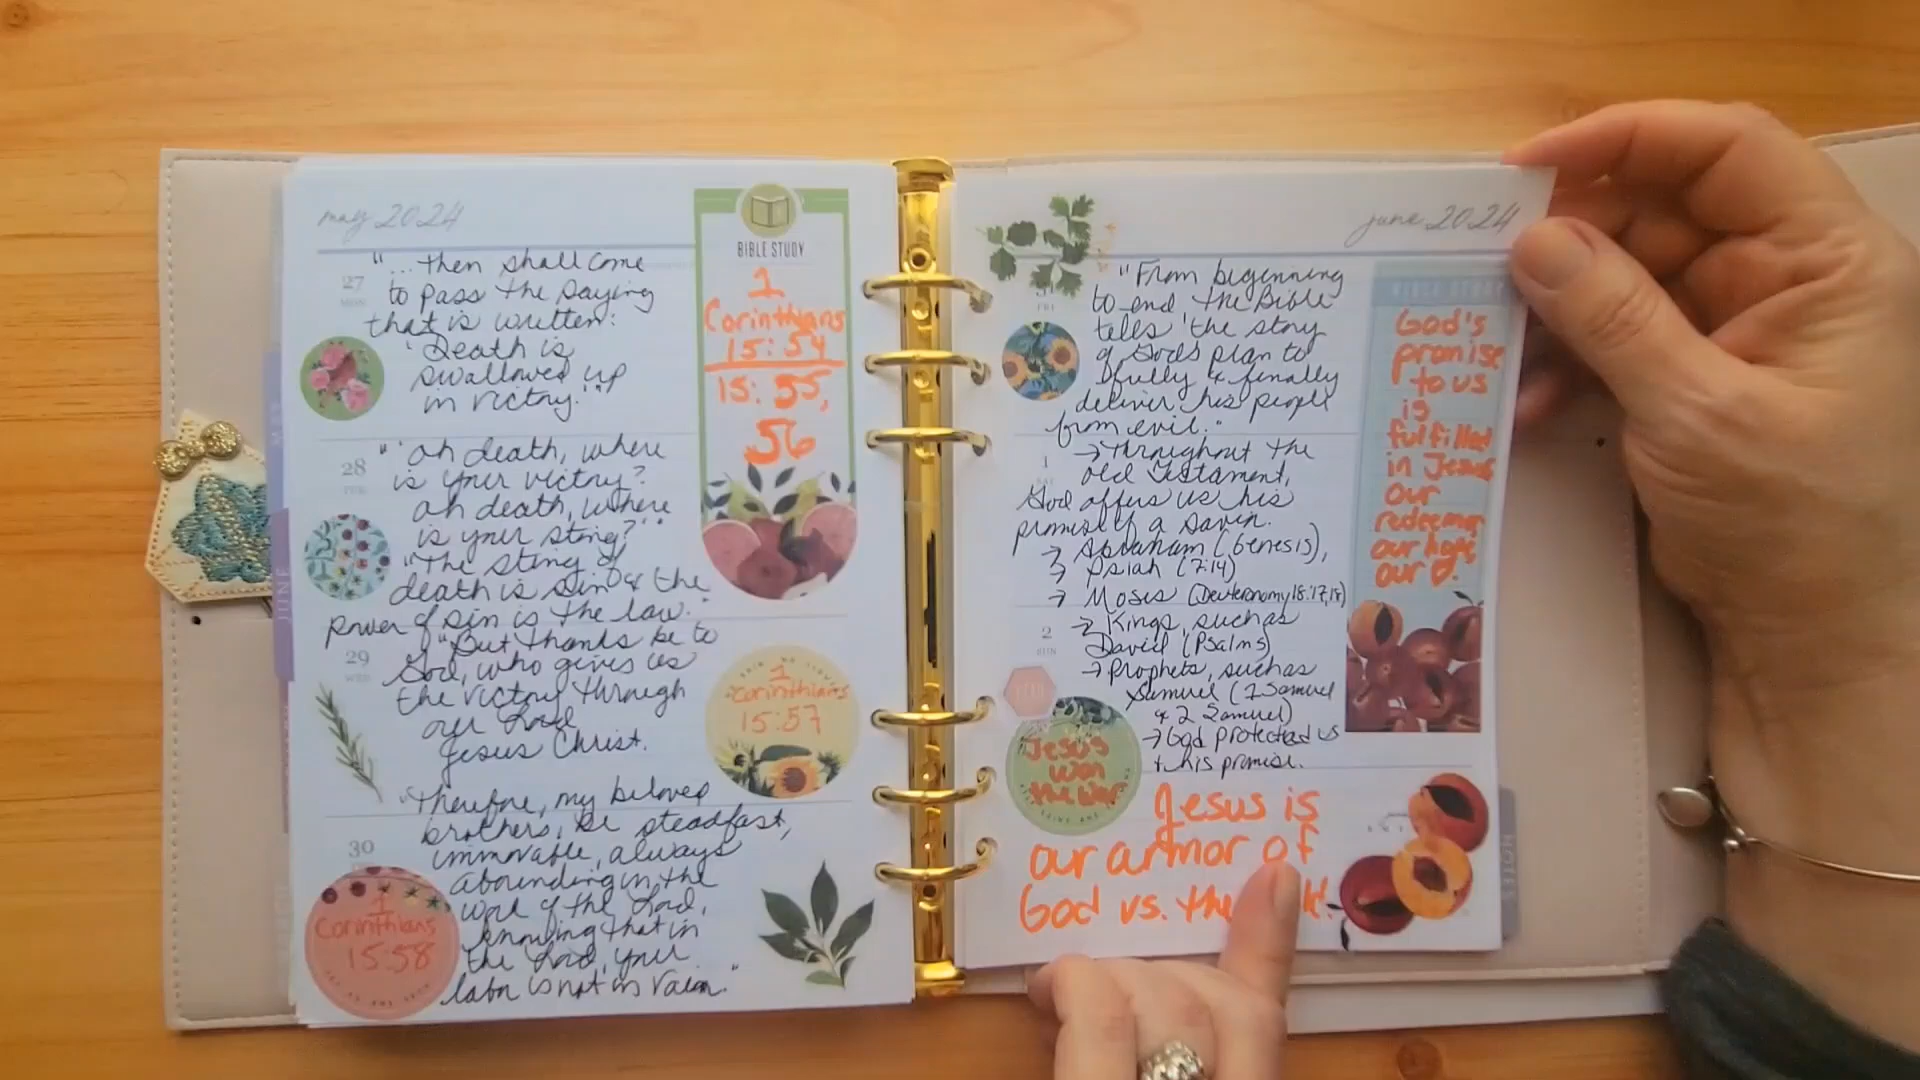 may 2024
27
MON
"...then shall come
to pass the saying
that is written:
'Death is
swallowed up
in victory.'"
28
"'Oh death, where
is your victory?
Oh death, where
is your sting?'"
"The sting of
death is sin & the
power of sin is the law."
29
WED
"But thanks be to
God, who gives us
the victory through
our Lord
Jesus Christ.
30
"Therefore, my beloved
brothers, be steadfast,
immovable, always
abounding in the
work of the Lord,
knowing that in
the Lord, your
labor is not in vain."
BIBLE STUDY
1
Corinthians
15:54
15:55,
56
1
Corinthians
15:57
1
Corinthians
15:58
JUNE
june 2024
FRI
"From beginning
to end the Bible
tells the story
of God's plan to
fully & finally
deliver his people
from evil."
1
→ Throughout the
Old Testament,
God offers us his
promise of a savior.
→ Abraham (Genesis),
→ Isiah (7:14)
→ Moses (Deuteronomy 18:17,18)
2
SUN
→ Kings, such as
David (Psalms)
→ Prophets, such as
Samuel (1 Samuel
& 2 Samuel)
→ God protected us
+ his promise.
BIBLE STUDY
God's
promise
to us
is
fulfilled
in Jesus
our
redeemer
our hope,
our
Jesus
won
the war
Jesus is
our armor of
God vs. the
NOTES